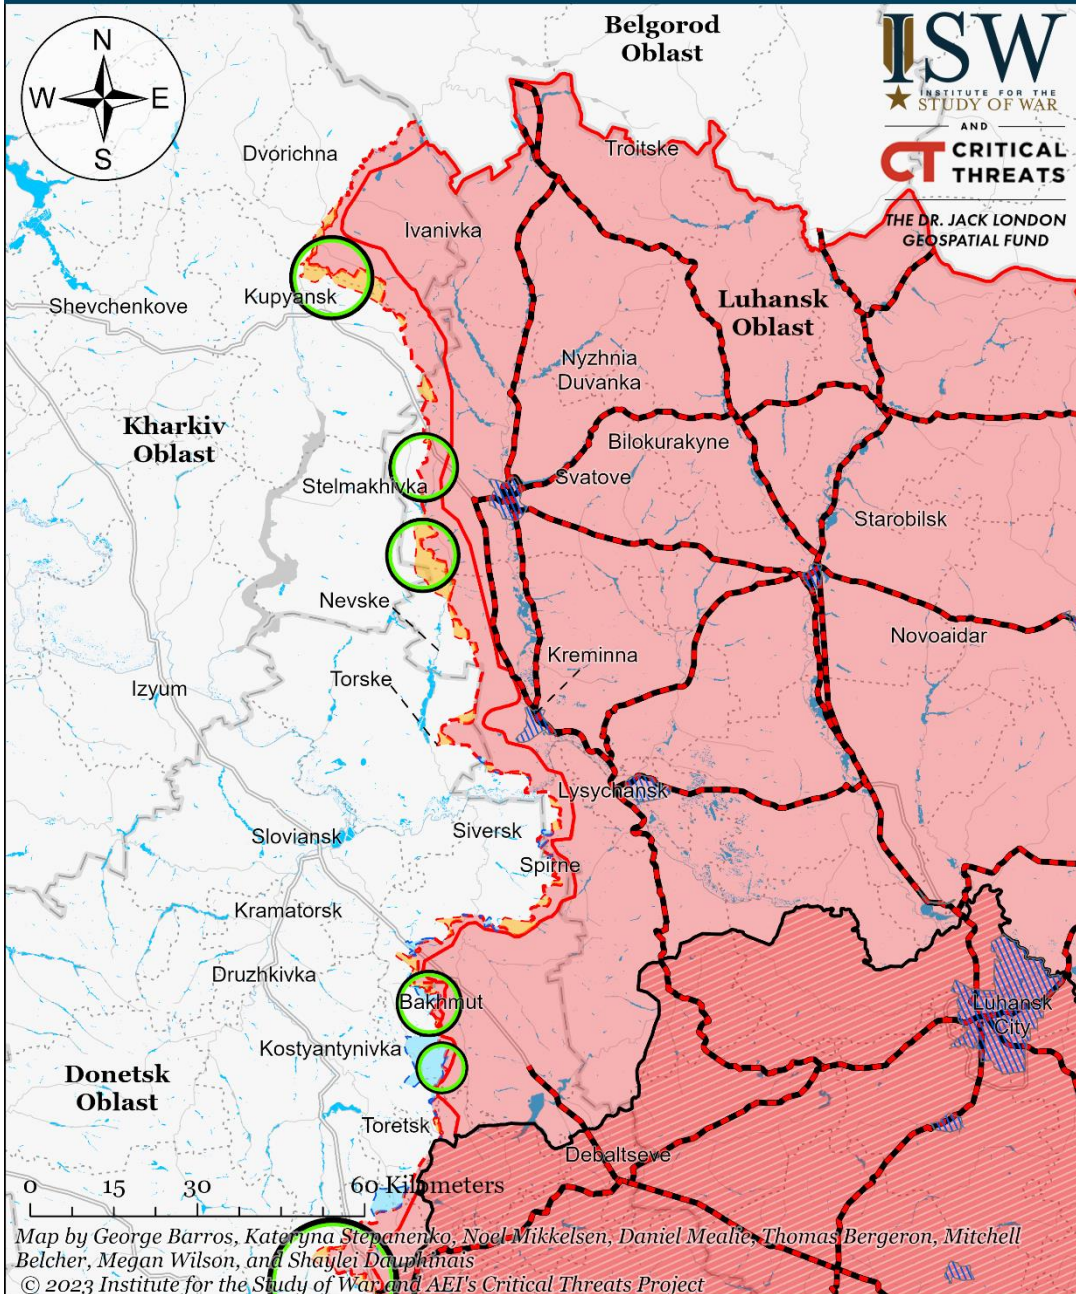 N
W E
S
Belgorod
Oblast
ISW
INSTITUTE FOR THE
STUDY OF WAR
AND
CT CRITICAL
THREATS
THE DR. JACK LONDON
GEOSPATIAL FUND
Dvorichna
Troitske
Ivanivka
Kupyansk
Shevchenkove
Luhansk
Oblast
Nyzhnia
Duvanka
Kharkiv
Oblast
Bilokurakyne
Stelmakhivka
Svatove
Starobilsk
Nevske
Novoaidar
Kreminna
Torske
Izyum
Lysychansk
Siversk
Sloviansk
Spirne
Kramatorsk
Druzhkivka
Bakhmut
Luhansk
City
Kostyantynivka
Donetsk
Oblast
Toretsk
Debaltseve
0 15 30 60 Kilometers
Map by George Barros, Kateryna Stepanenko, Noel Mikkelsen, Daniel Mealie, Thomas Bergeron, Mitchell
Belcher, Megan Wilson, and Shaylei Dauphinais
© 2023 Institute for the Study of War and AEI's Critical Threats Project